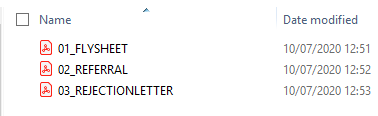 Name Date modified
01_FLYSHEET 10/07/2020 12:51
02_REFERRAL 10/07/2020 12:52
03_REJECTIONLETTER 10/07/2020 12:53